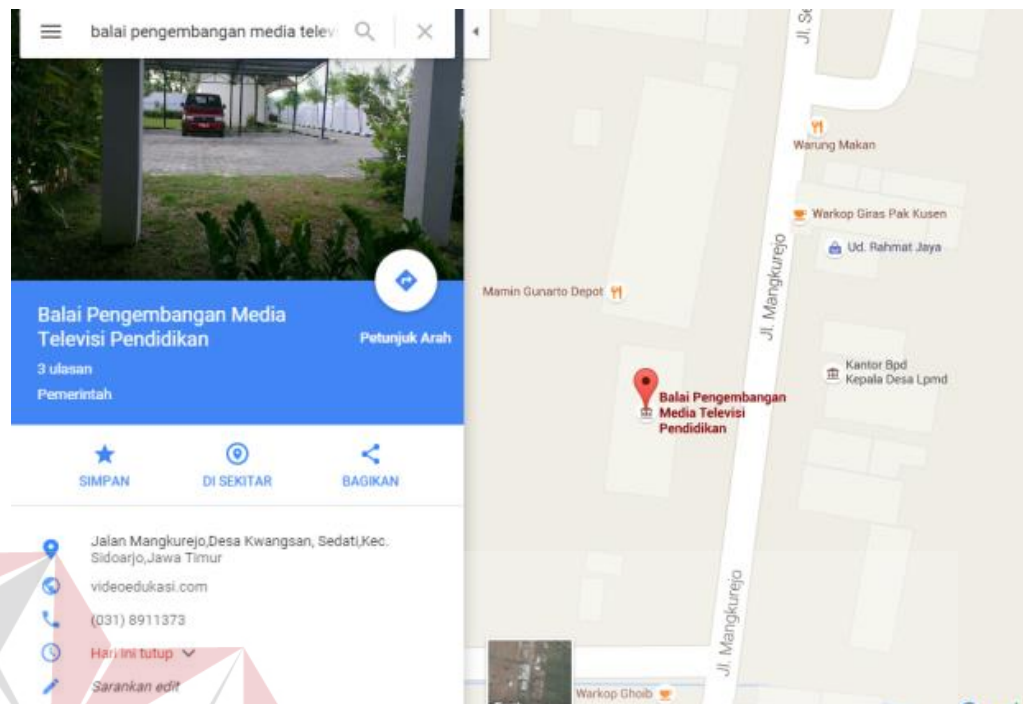 balai pengembangan media telev
Balai Pengembangan Media
Televisi Pendidikan
Petunjuk Arah
3 ulasan
Pemerintah
SIMPAN
DI SEKITAR
BAGIKAN
Jalan Mangkurejo,Desa Kwangsan, Sedati,Kec.
Sidoarjo,Jawa Timur
videoedukasi.com
(031) 8911373
Hari ini tutup
Sarankan edit
Jl. Se
Warung Makan
Warkop Giras Pak Kusen
Ud. Rahmat Jaya
Jl. Mangkurejo
Mamin Gunarto Depot
Kantor Bpd
Kepala Desa Lpmd
Balai Pengembangan
Media Televisi
Pendidikan
Jl. Mangkurejo
Warkop Ghoib